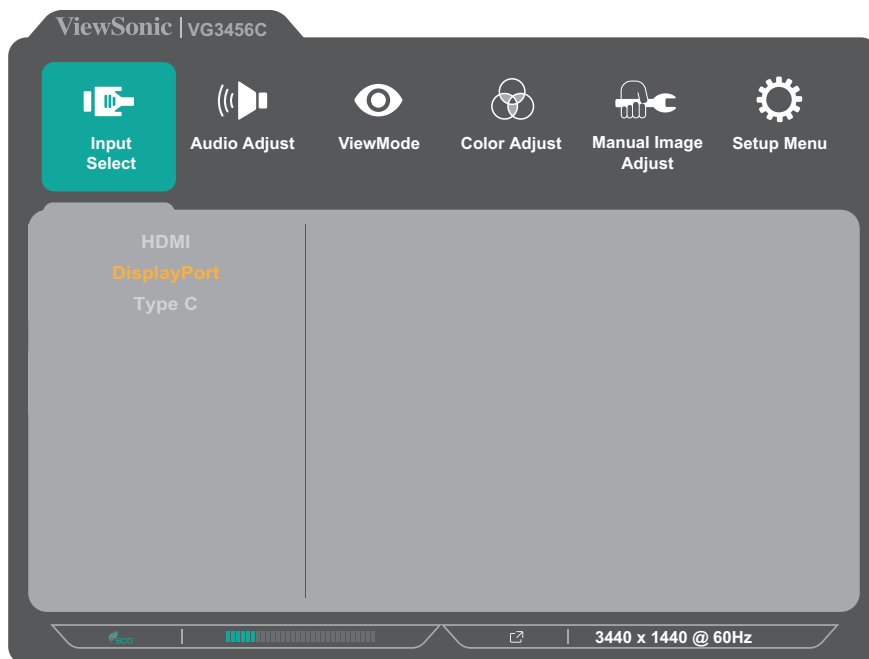 ViewSonic | VG3456C
Input
Select
Audio Adjust
ViewMode
Color Adjust
Manual Image
Adjust
Setup Menu
HDMI
DisplayPort
Type C
eco
3440 x 1440 @ 60Hz